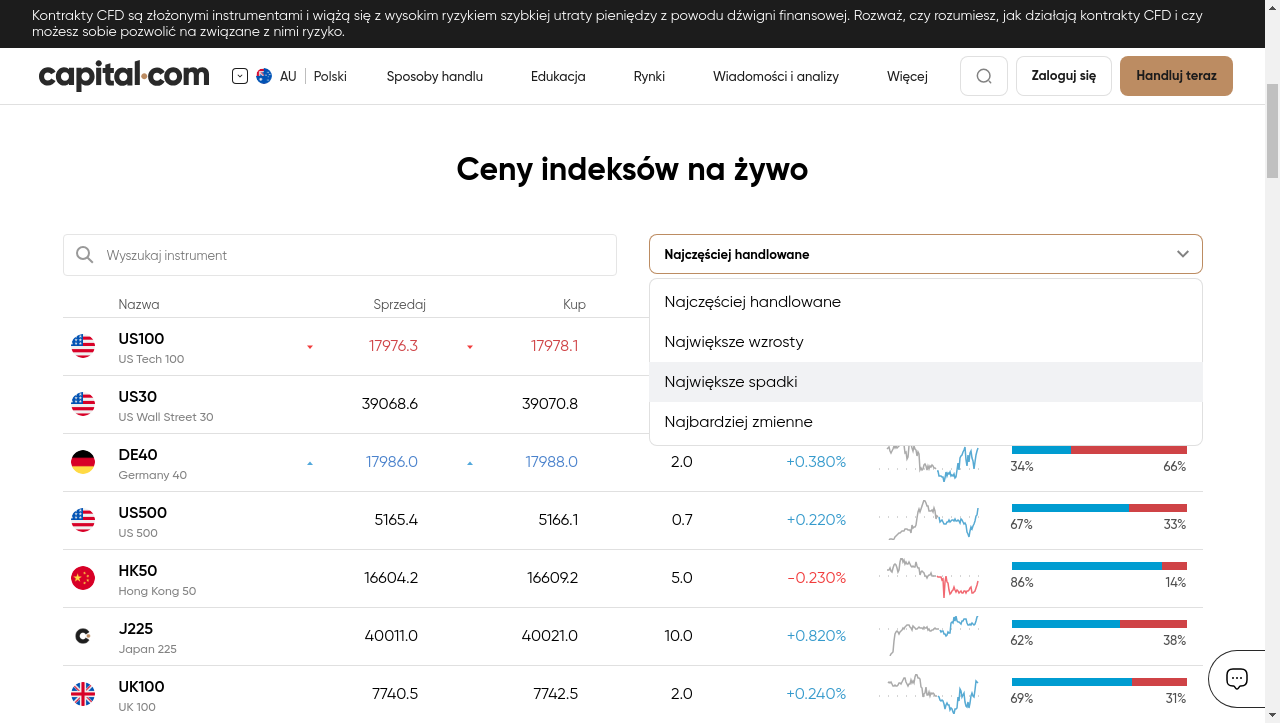 Kontrakty CFD są złożonymi instrumentami i wiążą się z wysokim ryzykiem szybkiej utraty pieniędzy z powodu dźwigni finansowej. Rozważ, czy rozumiesz, jak działają kontrakty CFD i czy
możesz sobie pozwolić na związane z nimi ryzyko.
capital.com AU Polski Sposoby handlu Edukacja Rynki Wiadomości i analizy Więcej Zaloguj się Handluj teraz
Ceny indeksów na żywo
Wyszukaj instrument Najczęściej handlowane
Nazwa Sprzedaj Kup
Najczęściej handlowane
Największe wzrosty
Największe spadki
Najbardziej zmienne
US100 17976.3 17978.1
US Tech 100
US30 39068.6 39070.8
US Wall Street 30
DE40 17986.0 17988.0 2.0 +0.380% 34% 66%
Germany 40
US500 5165.4 5166.1 0.7 +0.220% 67% 33%
US 500
HK50 16604.2 16609.2 5.0 -0.230% 86% 14%
Hong Kong 50
J225 40011.0 40021.0 10.0 +0.820% 62% 38%
Japan 225
UK100 7740.5 7742.5 2.0 +0.240% 69% 31%
UK 100